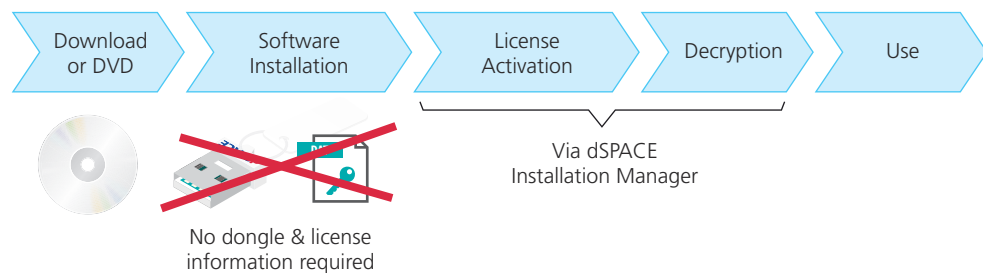 Download
or DVD
Software
Installation
License
Activation
Decryption
Use
No dongle & license
information required
Via dSPACE
Installation Manager